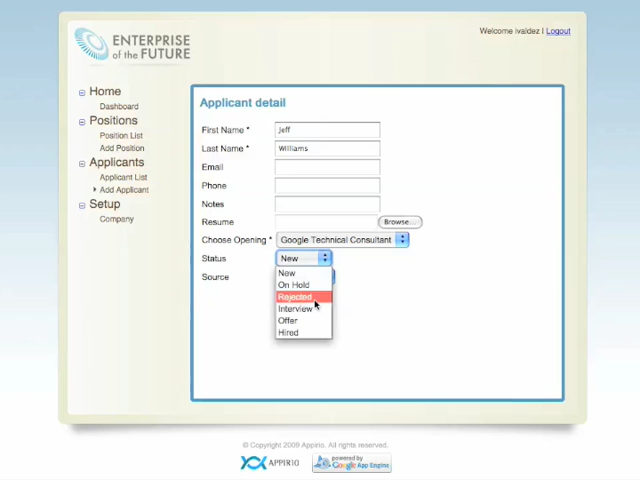 ENTERPRISE
of the FUTURE
Welcome ivaldez | Logout
Home
Dashboard
Positions
Position List
Add Position
Applicants
Applicant List
Add Applicant
Setup
Company
Applicant detail
First Name * Jeff
Last Name * Williams
Email
Phone
Notes
Resume Browse...
Choose Opening * Google Technical Consultant
Status New
Source
New
On Hold
Rejected
Interview
Offer
Hired
© Copyright 2009 Appirio. All rights reserved.
APPIRIO
powered by
Google App Engine